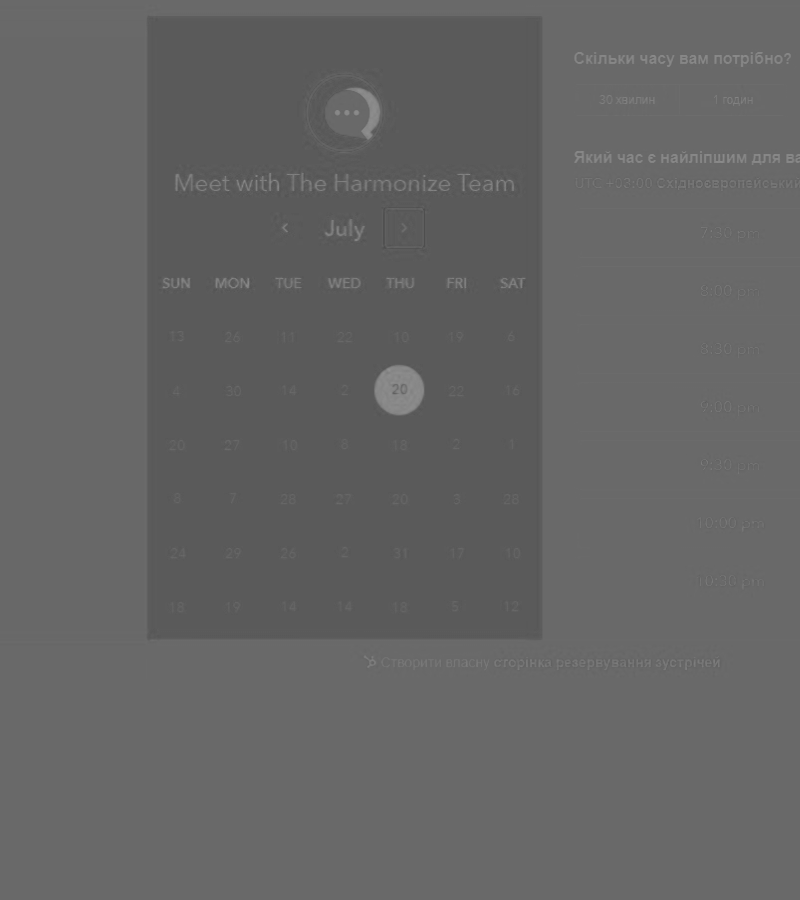 Meet with The Harmonize Team
July
SUN MON TUE WED THU FRI SAT
13 26 11 22 10 19 6
4 30 14 2 20 22 16
20 27 10 8 18 2 1
8 7 28 27 20 3 28
24 29 26 2 31 17 10
18 19 14 14 18 5 12
Скільки часу вам потрібно?
30 хвилин 1 годин
Який час є найліпшим для ва
UTC +03:00 Східноєвропейський
7:30 pm
8:00 pm
8:30 pm
9:00 pm
9:30 pm
10:00 pm
10:30 pm
Створити власну сторінка резервування зустрічей